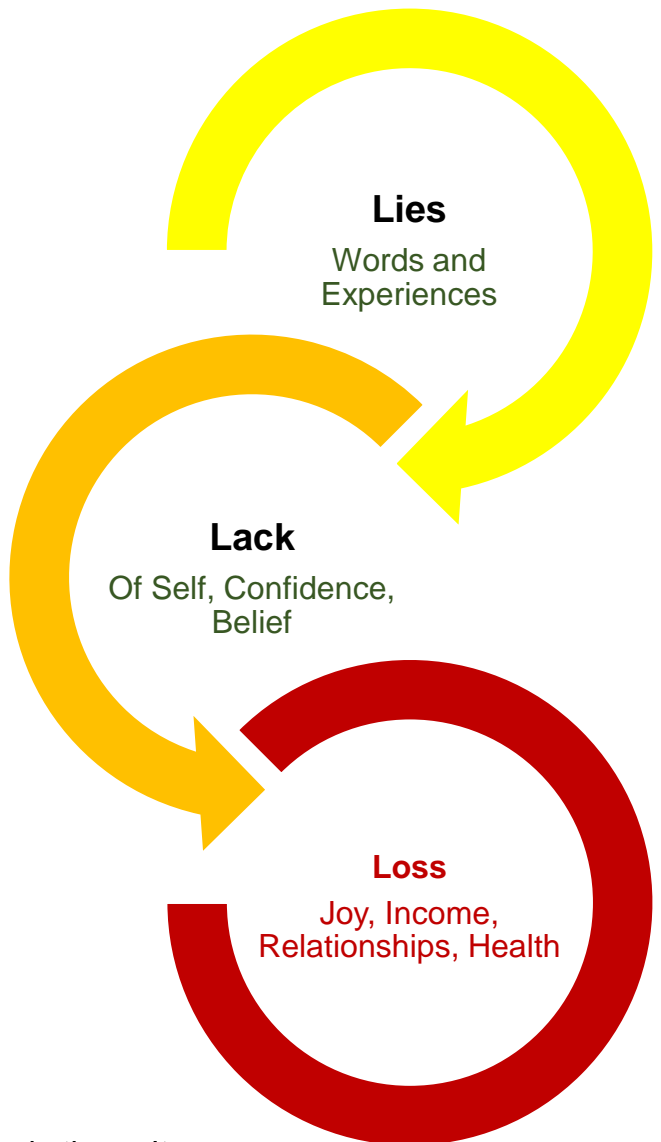 Lies
Words and
Experiences
Lack
Of Self, Confidence,
Belief
Loss
Joy, Income,
Relationships, Health